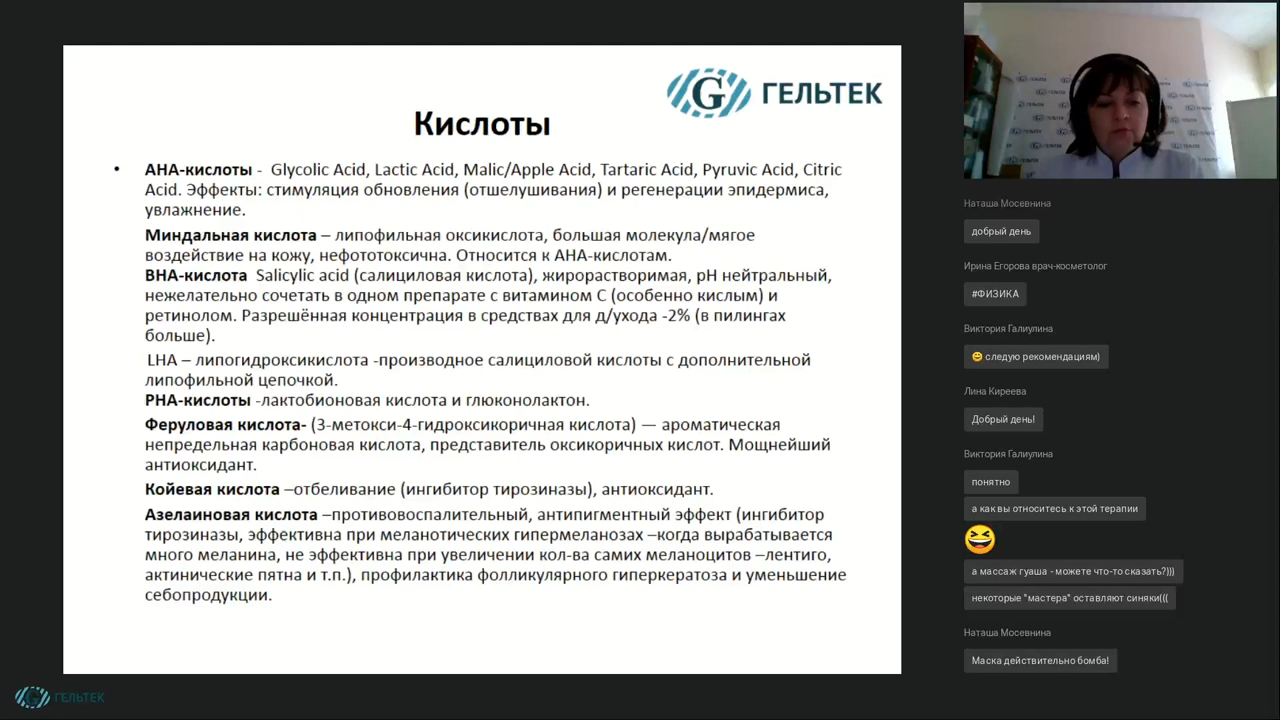 G ГЕЛЬТЕК
Кислоты
• АНА-кислоты - Glycolic Acid, Lactic Acid, Malic/Apple Acid, Tartaric Acid, Pyruvic Acid, Citric
Acid. Эффекты: стимуляция обновления (отшелушивания) и регенерации эпидермиса,
увлажнение.
Миндальная кислота – липофильная оксикислота, большая молекула/мягое
воздействие на кожу, нефототоксична. Относится к АНА-кислотам.
ВНА-кислота Salicylic acid (салициловая кислота), жирорастворимая, pH нейтральный,
нежелательно сочетать в одном препарате с витамином С (особенно кислым) и
ретинолом. Разрешённая концентрация в средствах для д/ухода -2% (в пилингах
больше).
LHA – липогидроксикислота -производное салициловой кислоты с дополнительной
липофильной цепочкой.
РНА-кислоты -лактобионовая кислота и глюконолактон.
Феруловая кислота- (3-метокси-4-гидроксикоричная кислота) — ароматическая
непредельная карбоновая кислота, представитель оксикоричных кислот. Мощнейший
антиоксидант.
Койевая кислота –отбеливание (ингибитор тирозиназы), антиоксидант.
Азелаиновая кислота –противовоспалительный, антипигментный эффект (ингибитор
тирозиназы, эффективна при меланотических гипермеланозах –когда вырабатывается
много меланина, не эффективна при увеличении кол-ва самих меланоцитов –лентиго,
актинические пятна и т.п.), профилактика фолликулярного гиперкератоза и уменьшение
себопродукции.
Наташа Мосевнина
добрый день
Ирина Егорова врач-косметолог
#ФИЗИКА
Виктория Галиулина
😊 следую рекомендациям)
Лина Киреева
Добрый день!
Виктория Галиулина
понятно
а как вы относитесь к этой терапии
а массаж гуаша - можете что-то сказать?)))
некоторые "мастера" оставляют синяки(((
Наташа Мосевнина
Маска действительно бомба!
G ГЕЛЬТЕК